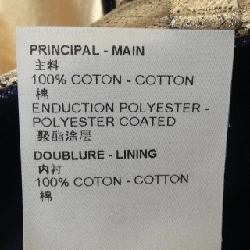 PRINCIPAL - MAIN
主料
100% COTON - COTTON
棉
ENDUCTION POLYESTER -
POLYESTER COATED
聚酯涂层
DOUBLURE - LINING
内衬
100% COTON - COTTON
棉